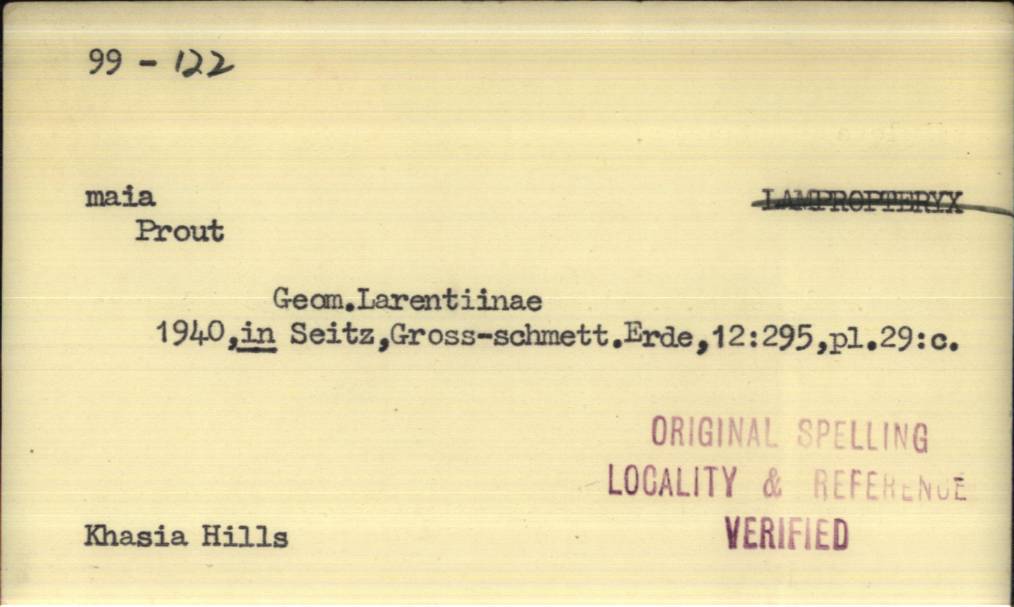 99 - 122
maia
LAMPROPTERYX
Prout
Geom.Larentiinae
1940,in Seitz,Gross-schmett.Erde,12:295,pl.29:c.
ORIGINAL SPELLING
LOCALITY & REFERENCE
VERIFIED
Khasia Hills